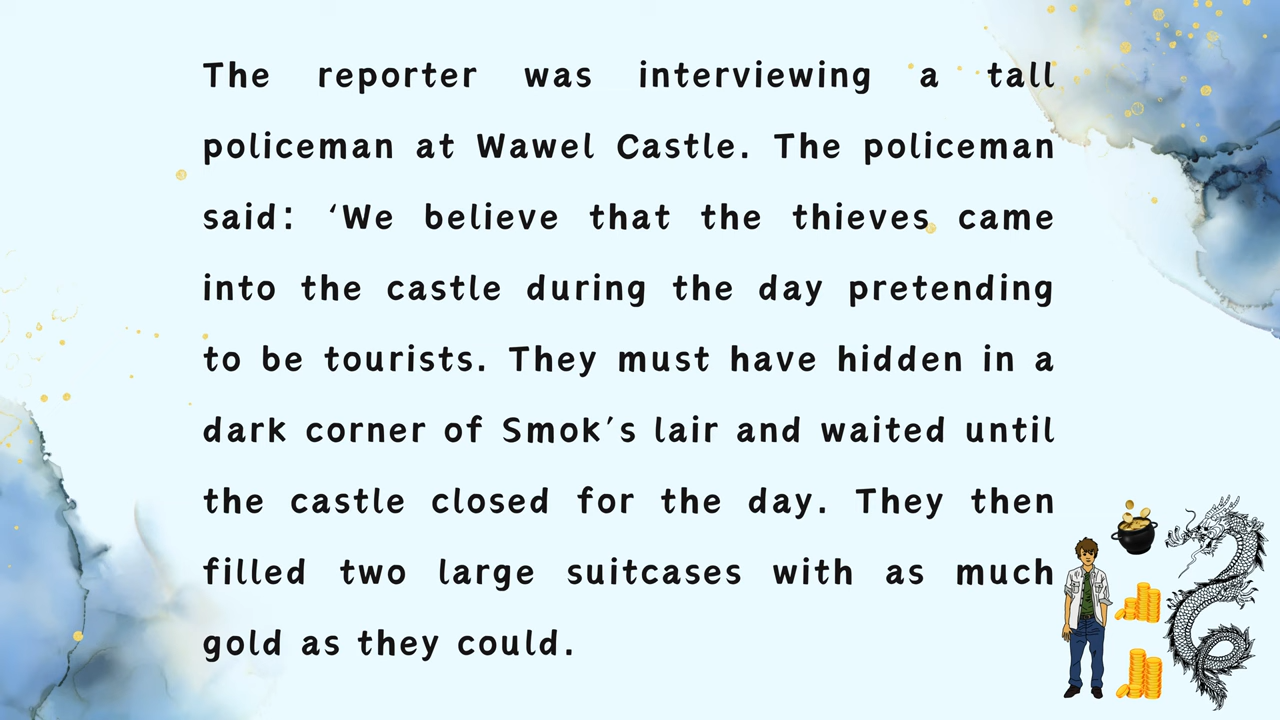 The reporter was interviewing a tall
policeman at Wawel Castle. The policeman
said: ‘We believe that the thieves came
into the castle during the day pretending
to be tourists. They must have hidden in a
dark corner of Smok’s lair and waited until
the castle closed for the day. They then
filled two large suitcases with as much
gold as they could.